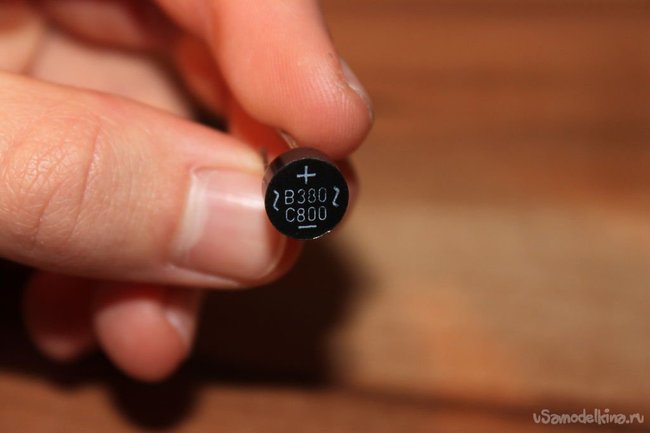 +
~ B380 ~
C800
−
uSamodelkina.ru